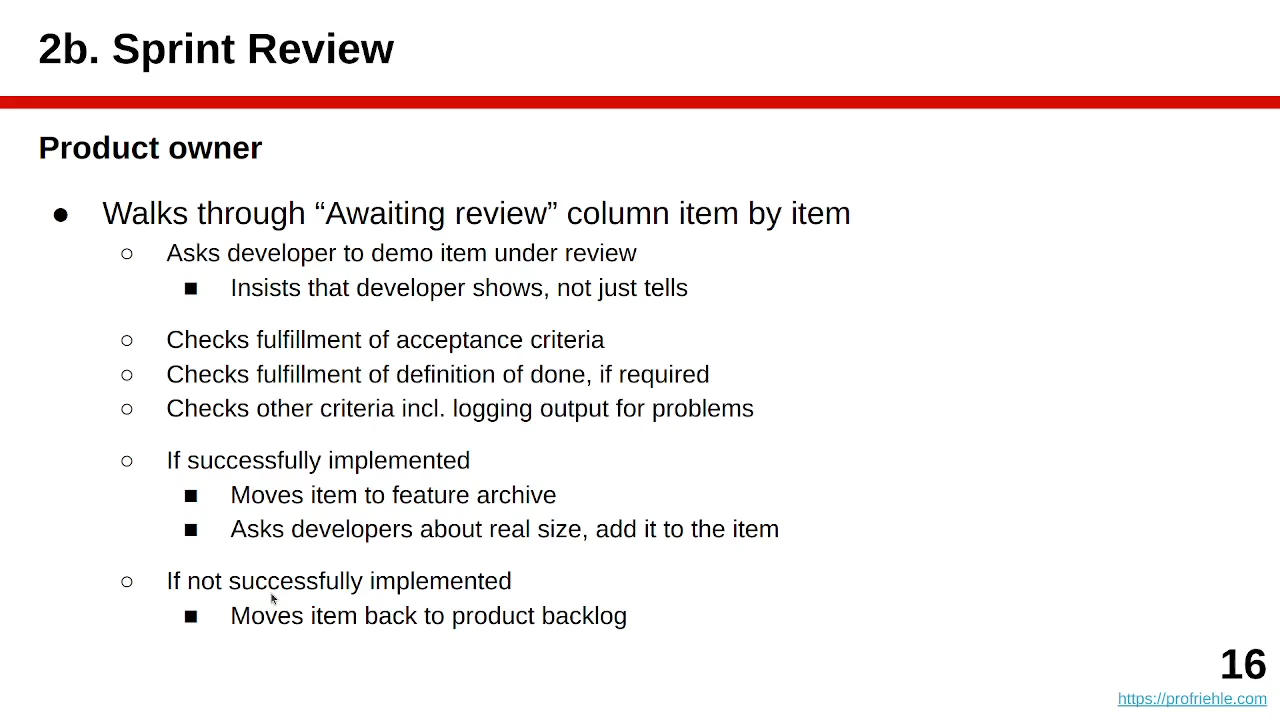 2b. Sprint Review
Product owner
● Walks through “Awaiting review” column item by item
○ Asks developer to demo item under review
■ Insists that developer shows, not just tells
○ Checks fulfillment of acceptance criteria
○ Checks fulfillment of definition of done, if required
○ Checks other criteria incl. logging output for problems
○ If successfully implemented
■ Moves item to feature archive
■ Asks developers about real size, add it to the item
○ If not successfully implemented
■ Moves item back to product backlog
16
https://profriehle.com